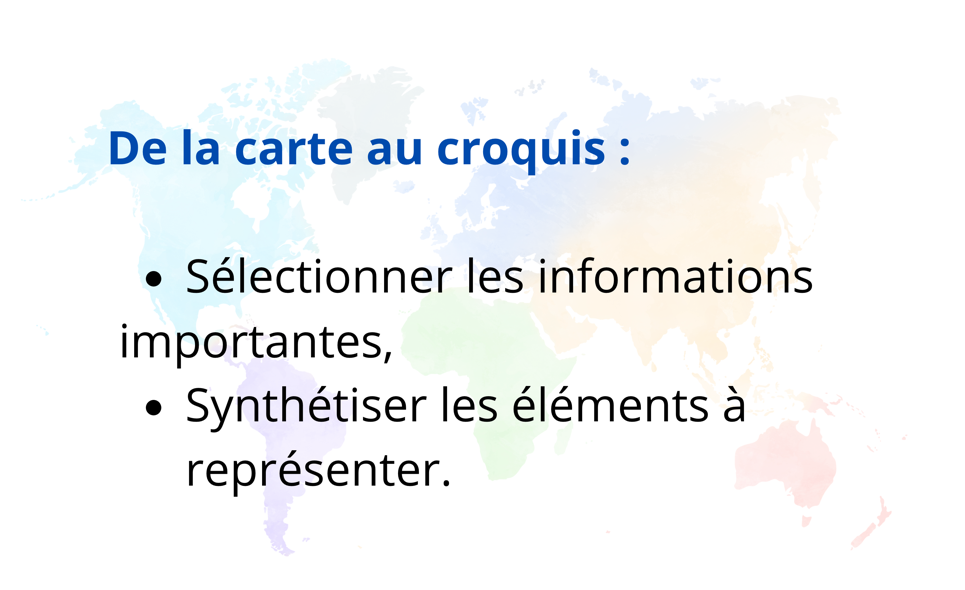 De la carte au croquis :
• Sélectionner les informations
importantes,
• Synthétiser les éléments à
représenter.